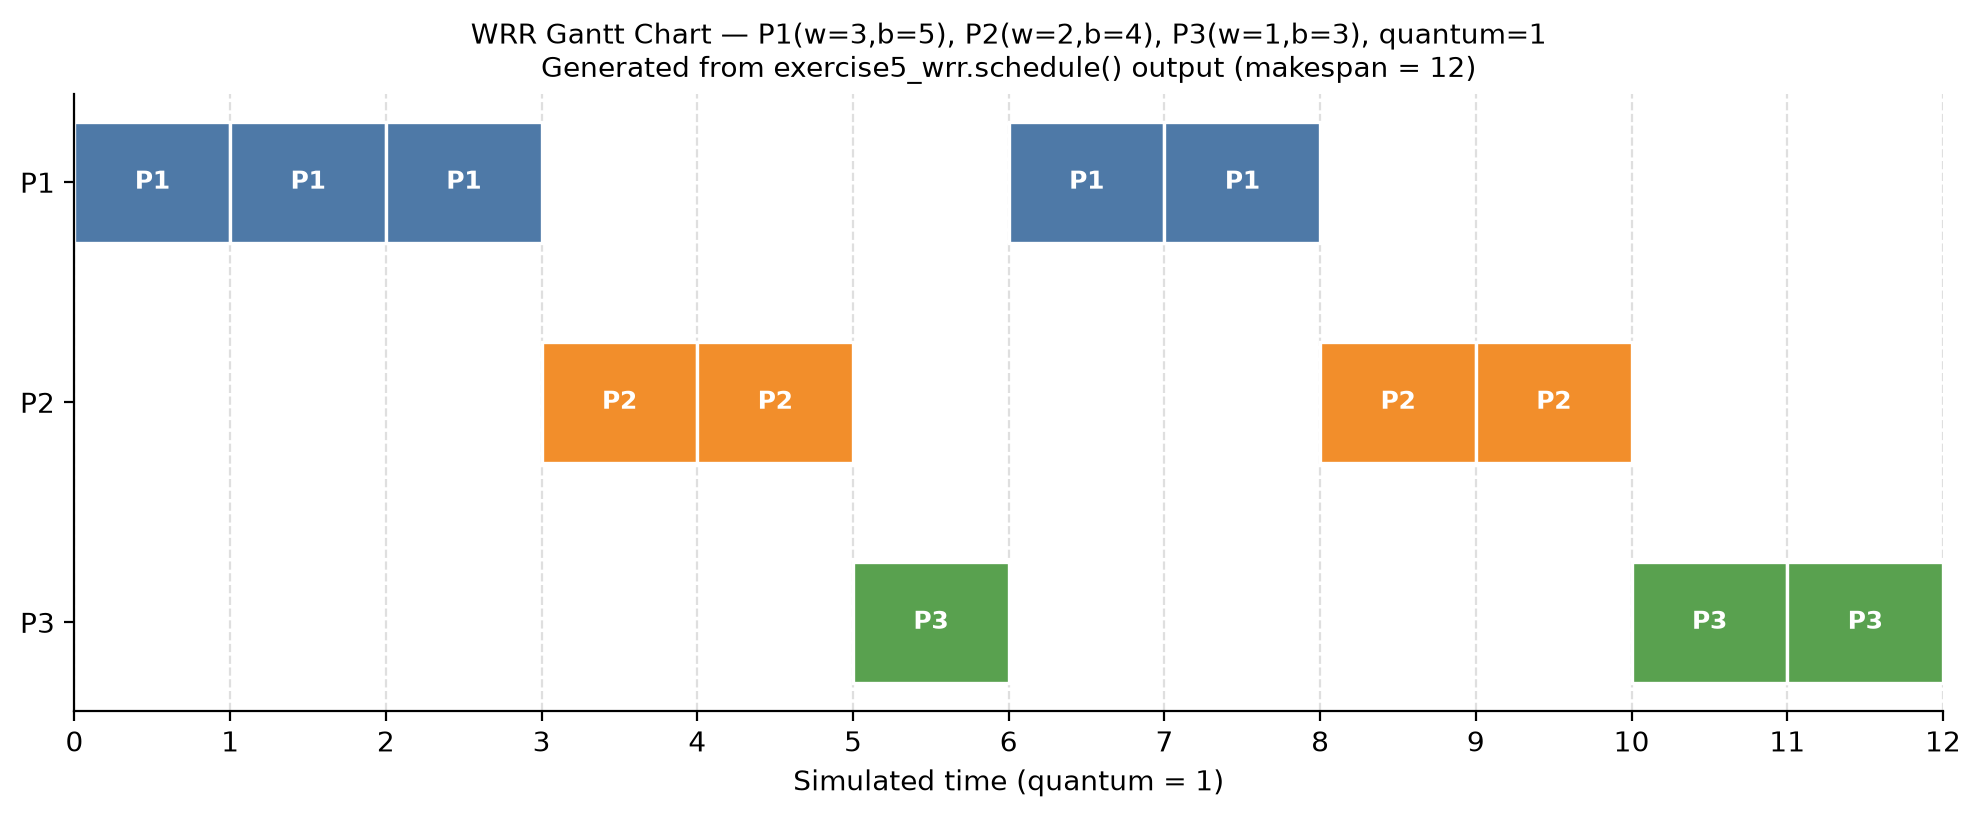 WRR Gantt Chart — P1(w=3,b=5), P2(w=2,b=4), P3(w=1,b=3), quantum=1
Generated from exercise5_wrr.schedule() output (makespan = 12)
P1 P1 P1 P1 P1 P1
P2 P2 P2 P2 P2
P3 P3 P3 P3
0 1 2 3 4 5 6 7 8 9 10 11 12
Simulated time (quantum = 1)